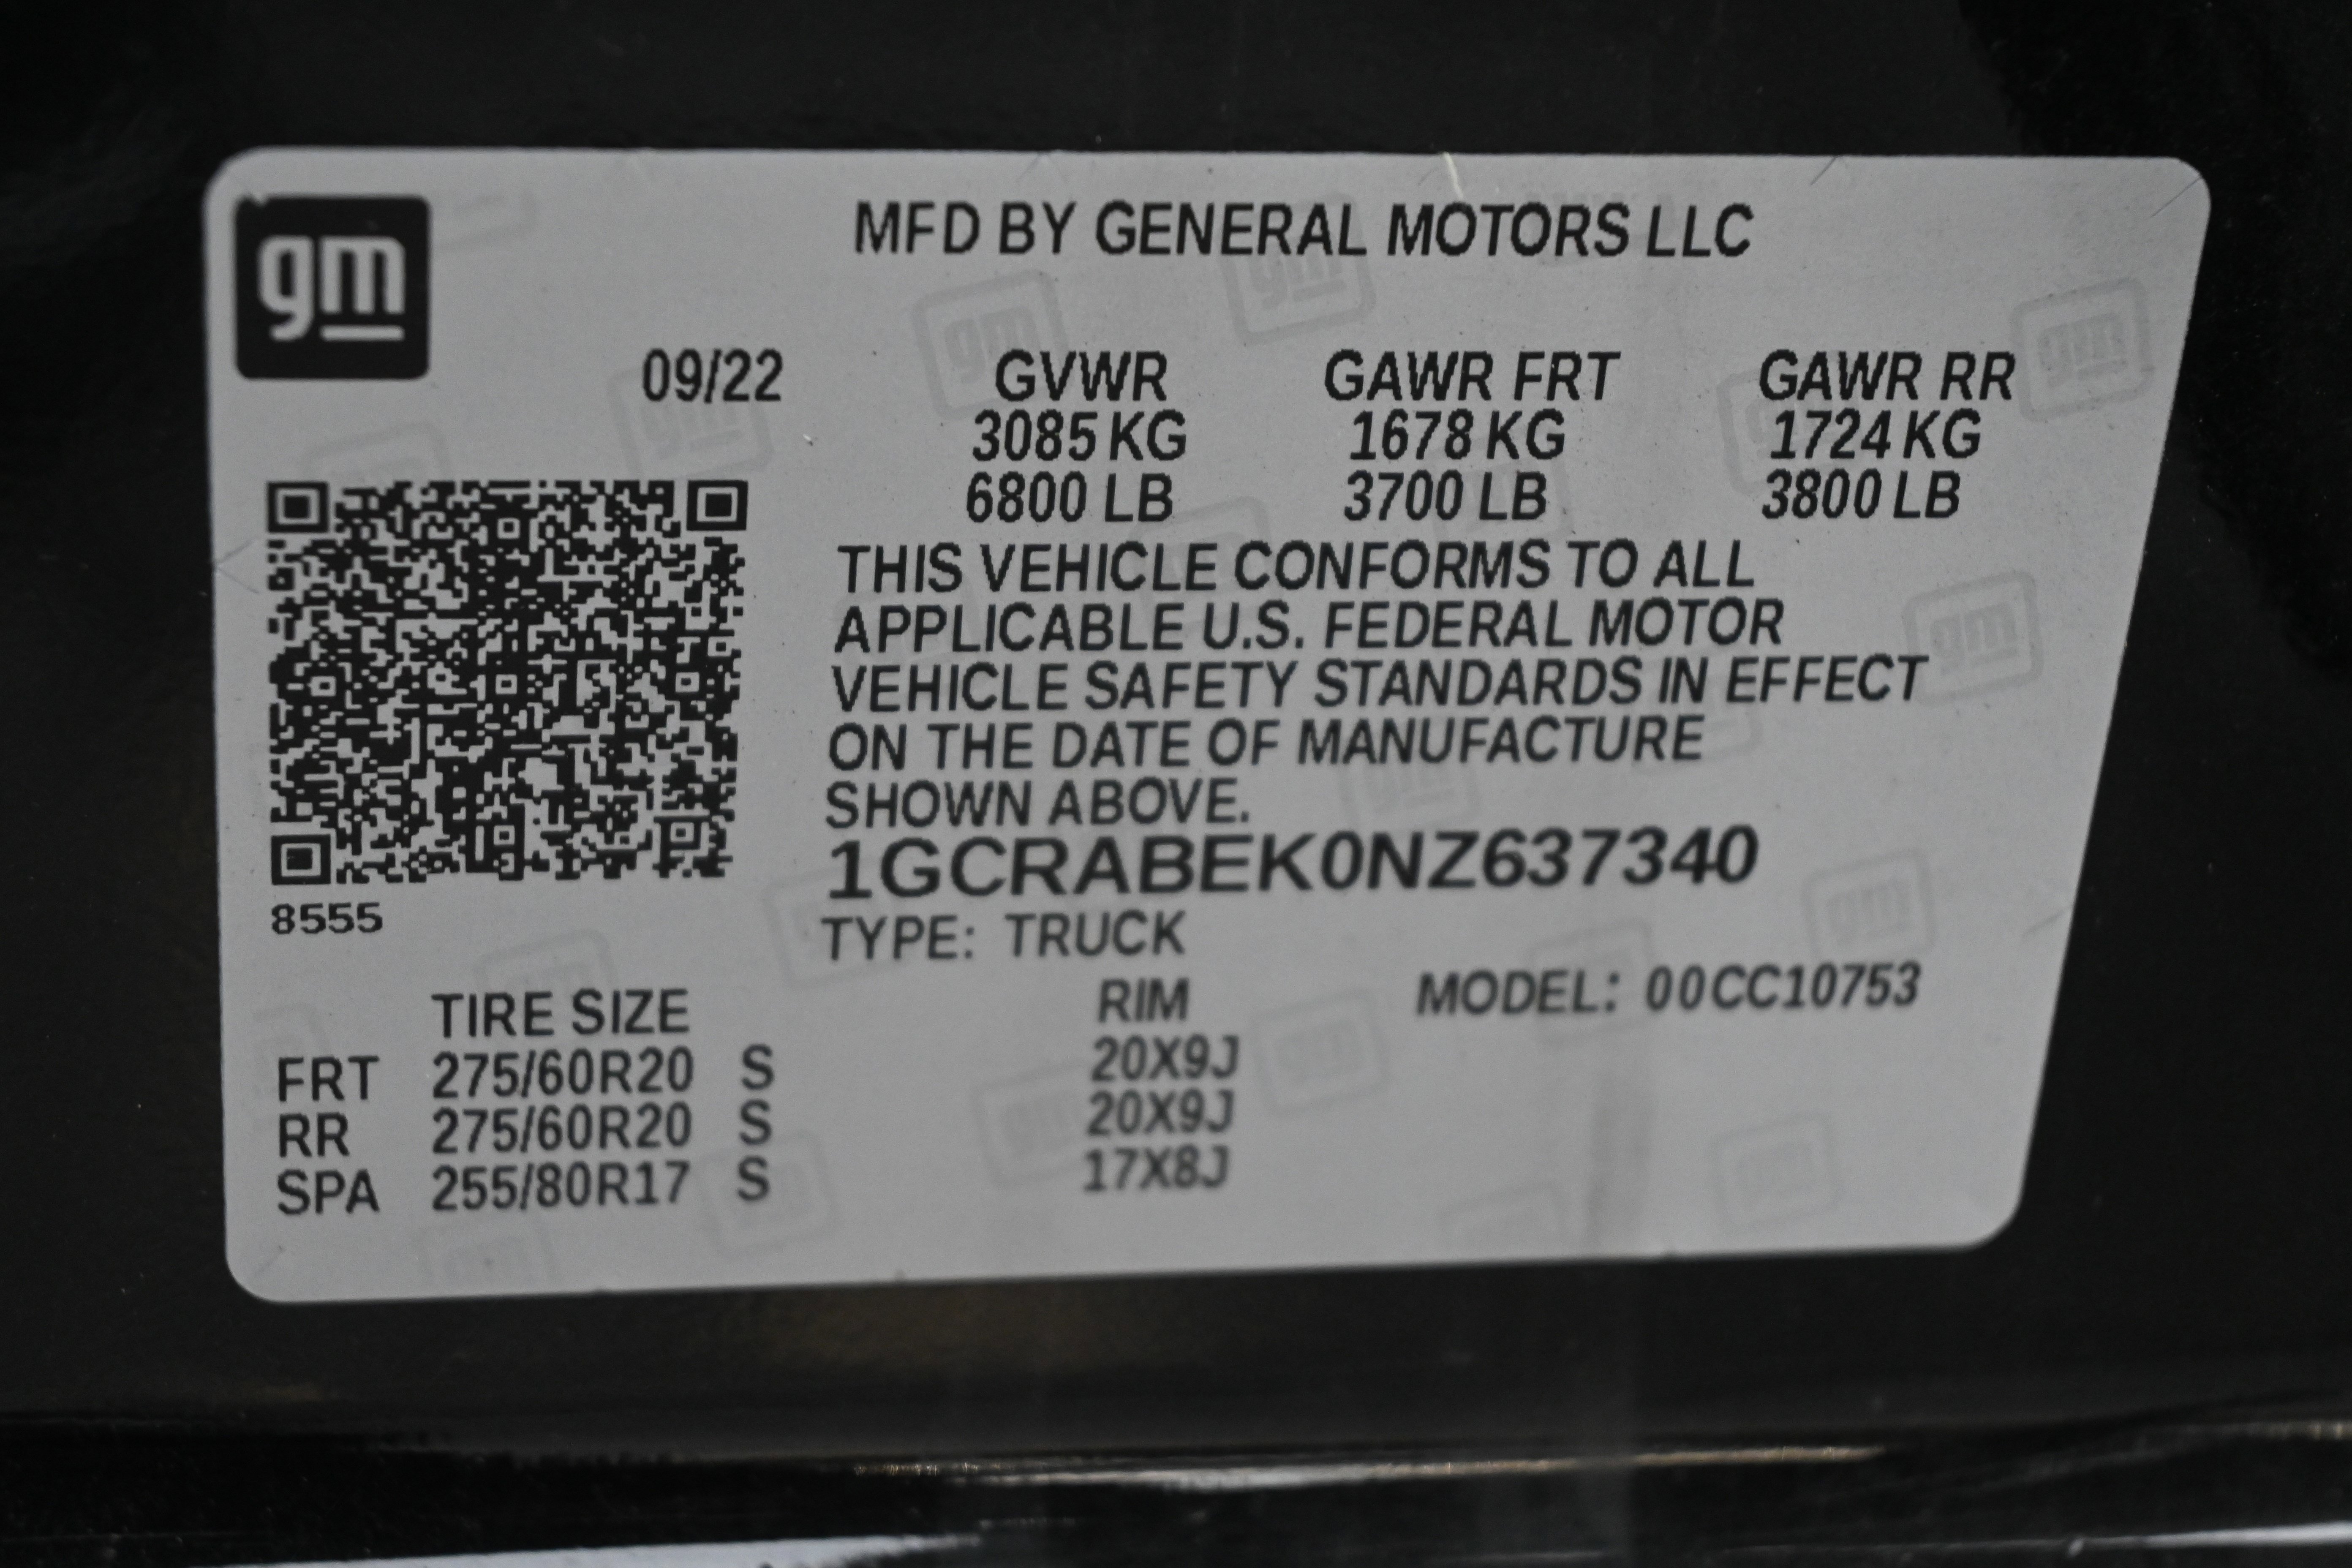 gm
MFD BY GENERAL MOTORS LLC
09/22 GVWR GAWR FRT GAWR RR
3085 KG 1678 KG 1724 KG
6800 LB 3700 LB 3800 LB
THIS VEHICLE CONFORMS TO ALL
APPLICABLE U.S. FEDERAL MOTOR
VEHICLE SAFETY STANDARDS IN EFFECT
ON THE DATE OF MANUFACTURE
SHOWN ABOVE.
1GCRABEK0NZ637340
8555
TYPE: TRUCK
TIRE SIZE RIM MODEL: 00CC10753
FRT 275/60R20 S 20X9J
RR 275/60R20 S 20X9J
SPA 255/80R17 S 17X8J